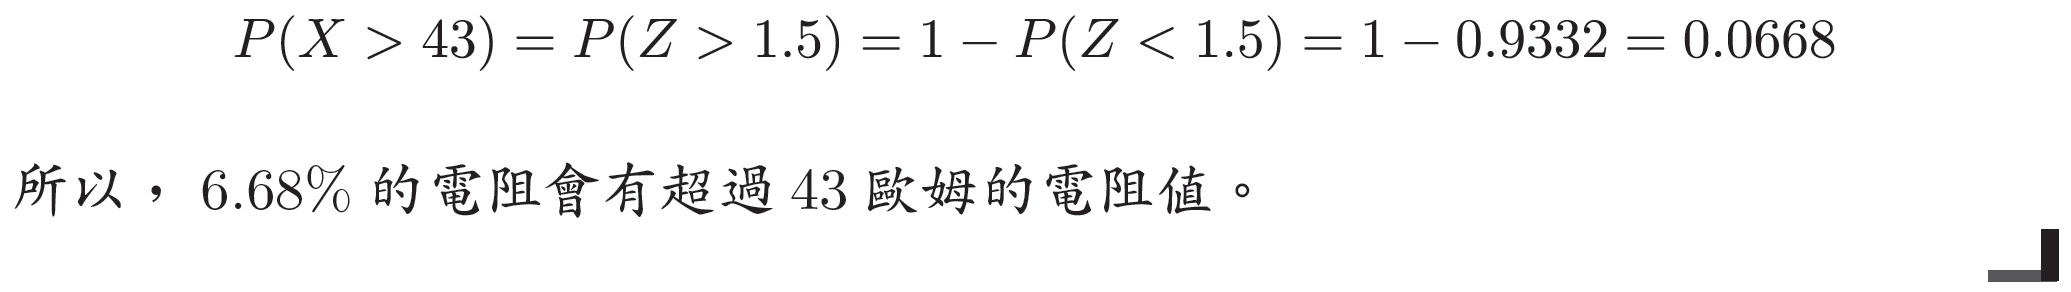 P(X > 43) = P(Z > 1.5) = 1 − P(Z < 1.5) = 1 − 0.9332 = 0.0668
所以，6.68% 的電阻會有超過 43 歐姆的電阻值。